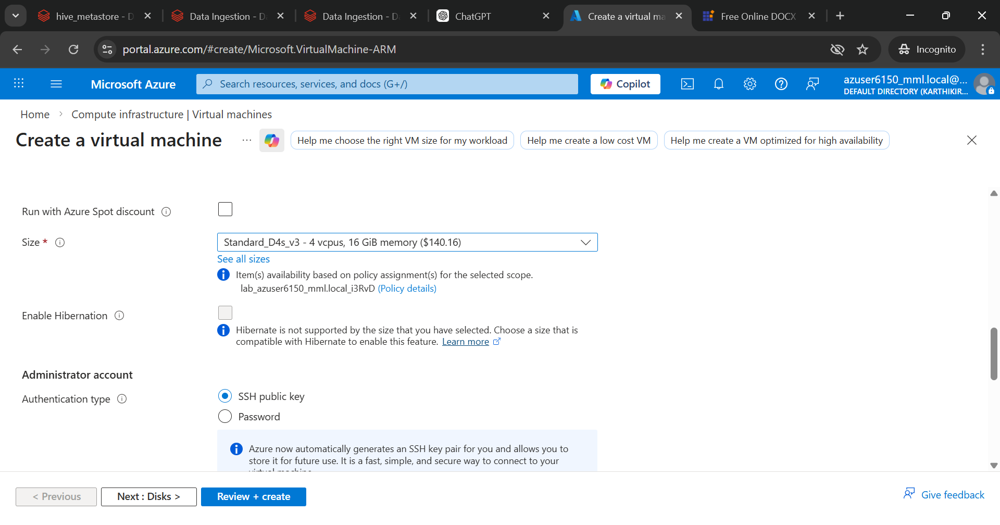 hive_metastore - D
Data Ingestion - D
Data Ingestion - D
ChatGPT
Create a virtual ma
Free Online DOCX
portal.azure.com/#create/Microsoft.VirtualMachine-ARM
Incognito
Microsoft Azure
Search resources, services, and docs (G+/)
Copilot
azuser6150_mml.local@...
DEFAULT DIRECTORY (KARTHIKIR...
Home > Compute infrastructure | Virtual machines
Create a virtual machine
...
Help me choose the right VM size for my workload
Help me create a low cost VM
Help me create a VM optimized for high availability
Run with Azure Spot discount
Size *
Standard_D4s_v3 - 4 vcpus, 16 GiB memory ($140.16)
See all sizes
Item(s) availability based on policy assignment(s) for the selected scope.
lab_azuser6150_mml.local_i3RvD (Policy details)
Enable Hibernation
Hibernate is not supported by the size that you have selected. Choose a size that is
compatible with Hibernate to enable this feature. Learn more
Administrator account
Authentication type
SSH public key
Password
Azure now automatically generates an SSH key pair for you and allows you to
store it for future use. It is a fast, simple, and secure way to connect to your
virtual machine.
< Previous
Next : Disks >
Review + create
Give feedback